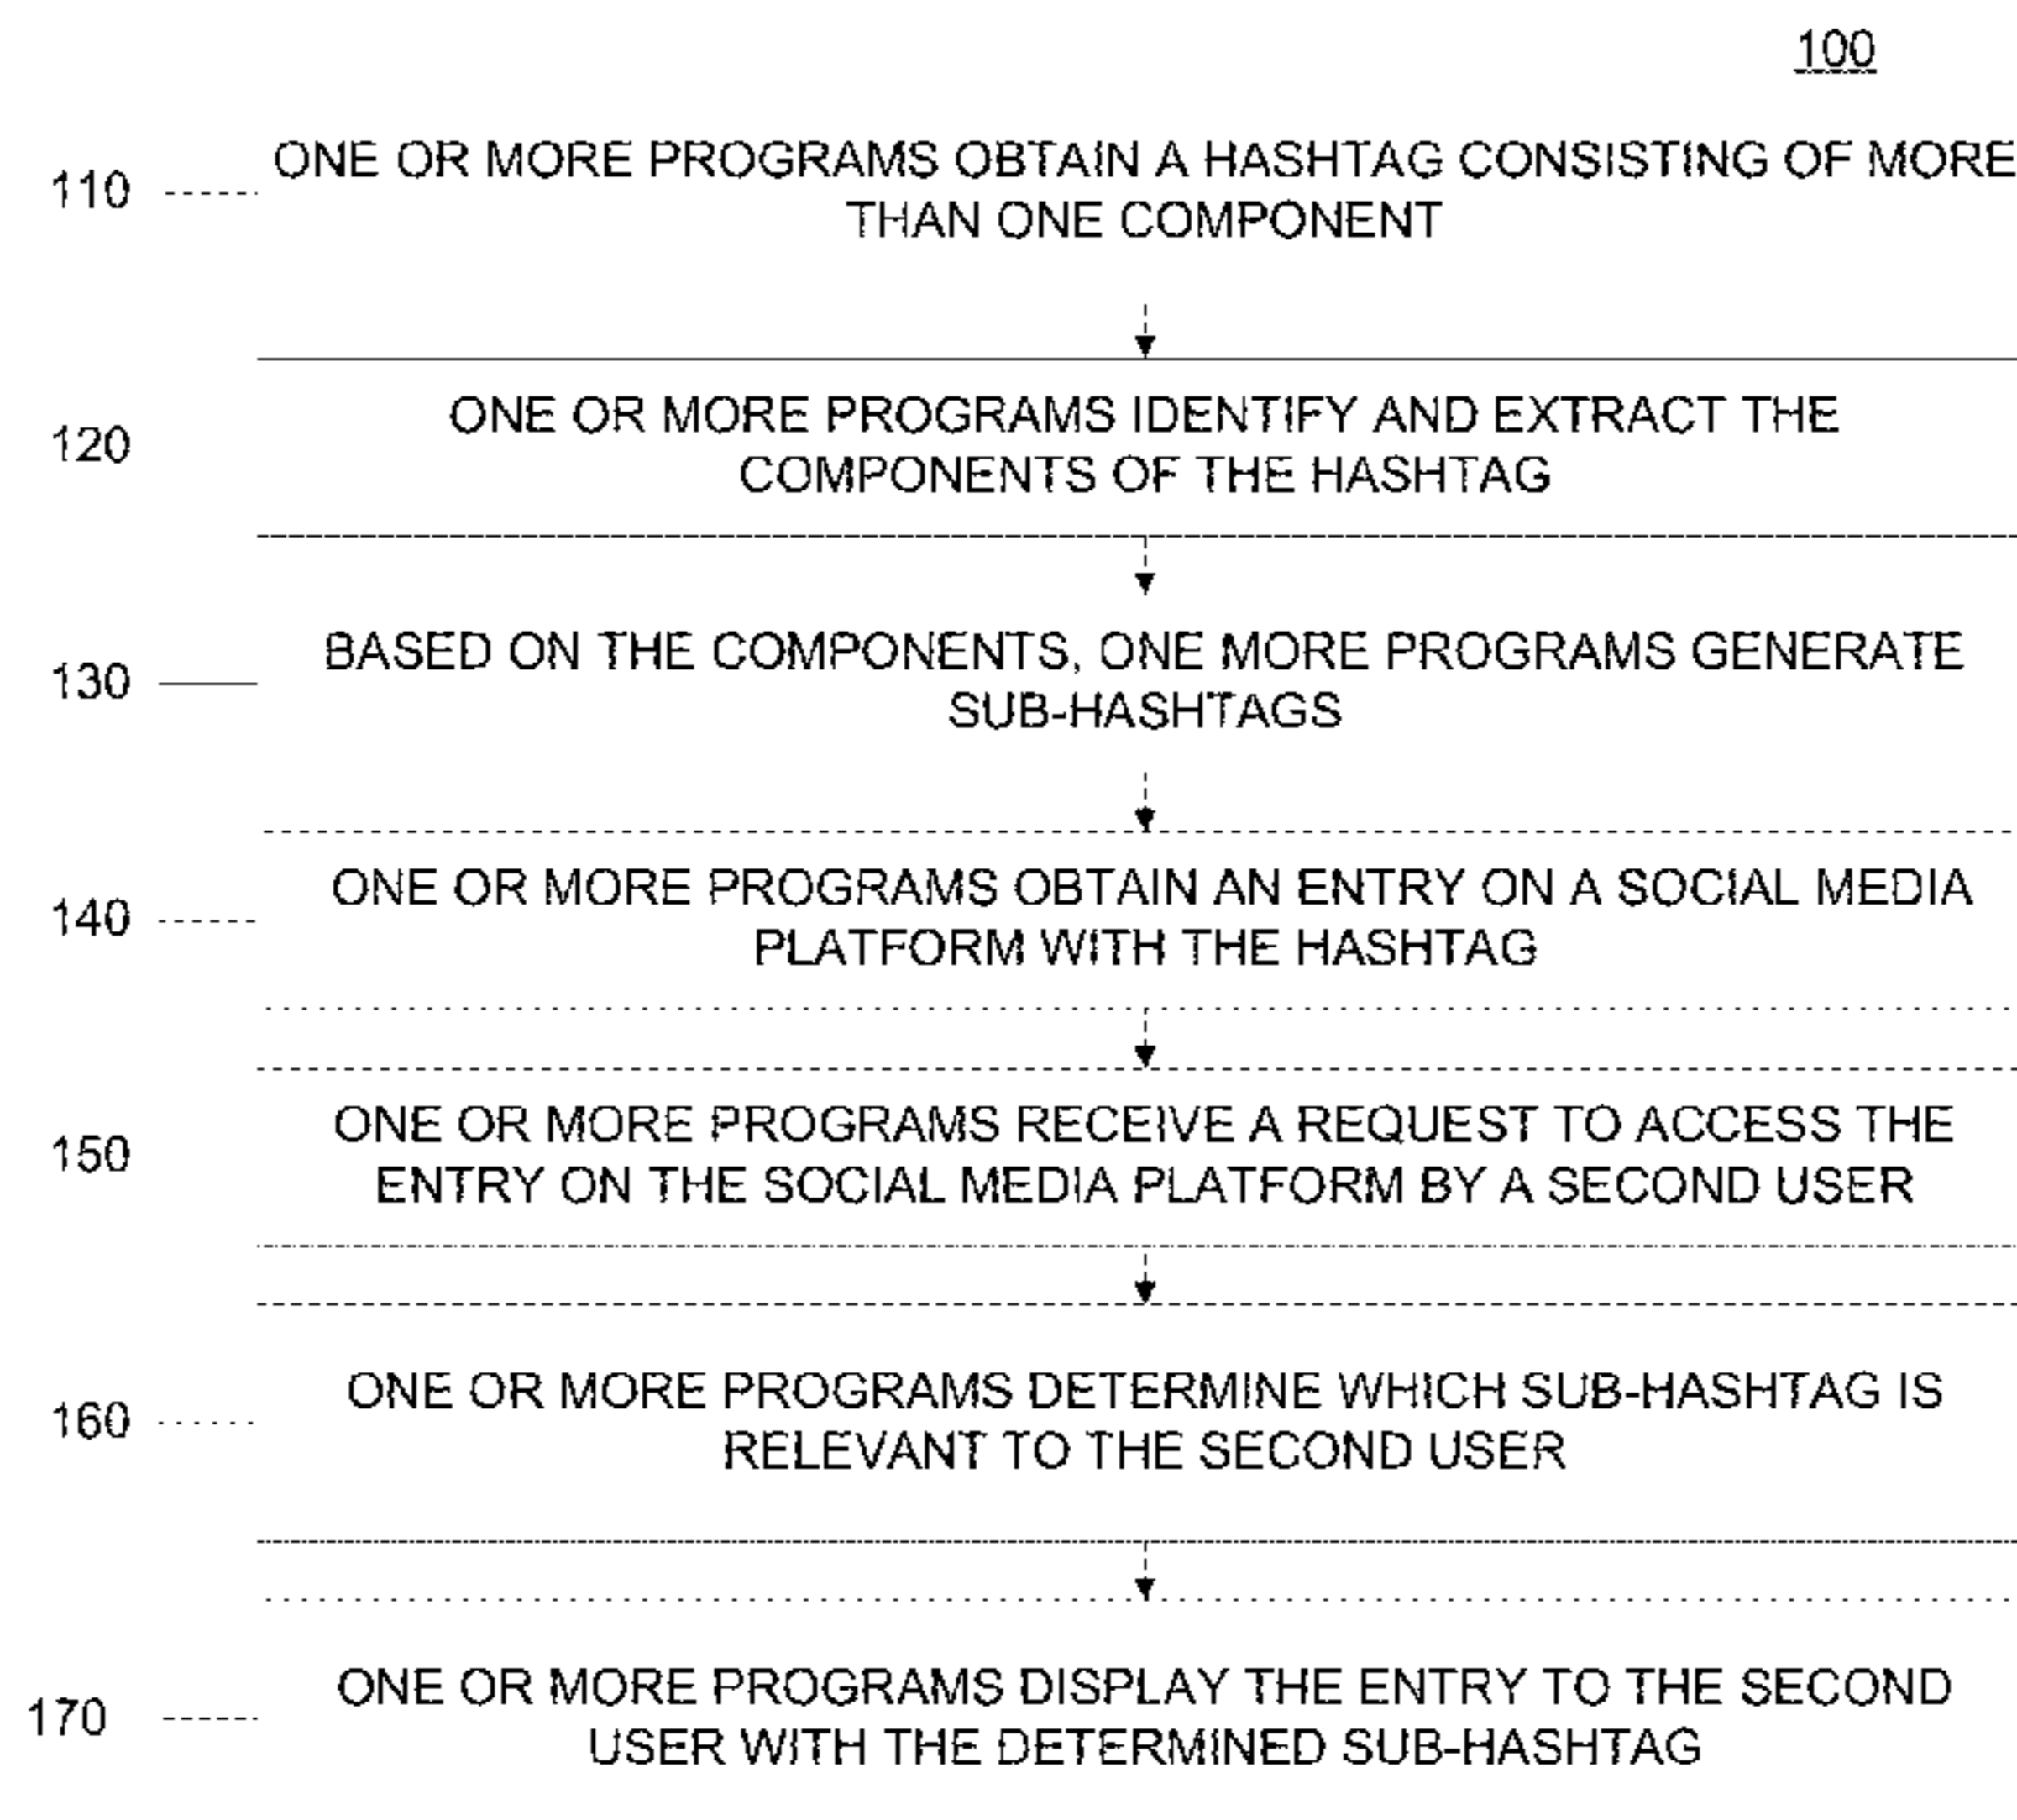 100
110 ONE OR MORE PROGRAMS OBTAIN A HASHTAG CONSISTING OF MORE
THAN ONE COMPONENT
120 ONE OR MORE PROGRAMS IDENTIFY AND EXTRACT THE
COMPONENTS OF THE HASHTAG
130 BASED ON THE COMPONENTS, ONE MORE PROGRAMS GENERATE
SUB-HASHTAGS
140 ONE OR MORE PROGRAMS OBTAIN AN ENTRY ON A SOCIAL MEDIA
PLATFORM WITH THE HASHTAG
150 ONE OR MORE PROGRAMS RECEIVE A REQUEST TO ACCESS THE
ENTRY ON THE SOCIAL MEDIA PLATFORM BY A SECOND USER
160 ONE OR MORE PROGRAMS DETERMINE WHICH SUB-HASHTAG IS
RELEVANT TO THE SECOND USER
170 ONE OR MORE PROGRAMS DISPLAY THE ENTRY TO THE SECOND
USER WITH THE DETERMINED SUB-HASHTAG